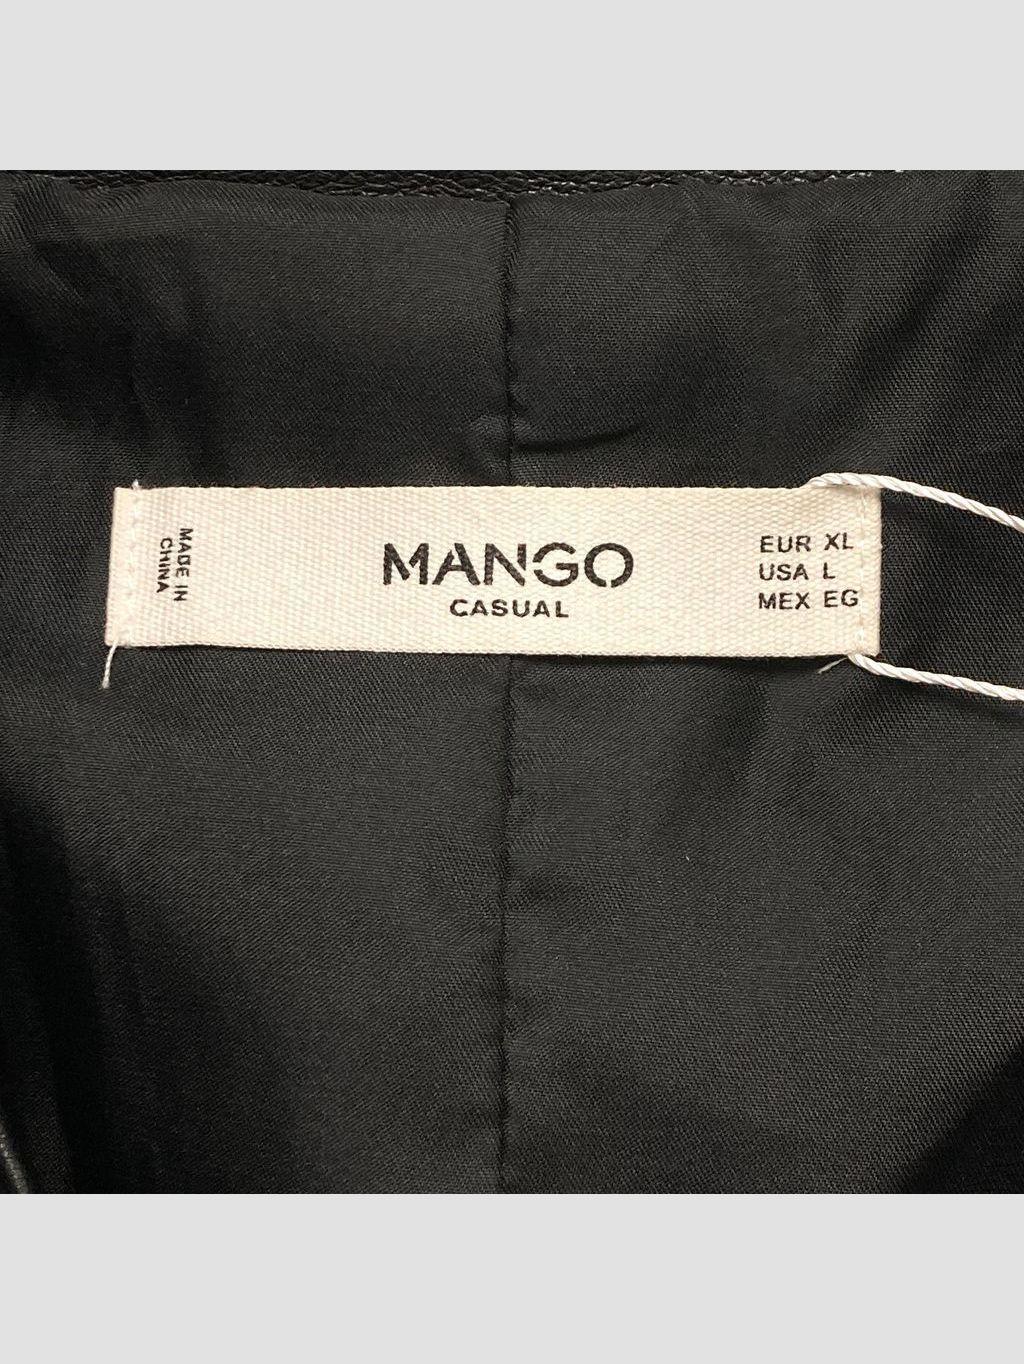 MADE IN
CHINA
MANGO
CASUAL
EUR XL
USA L
MEX EG